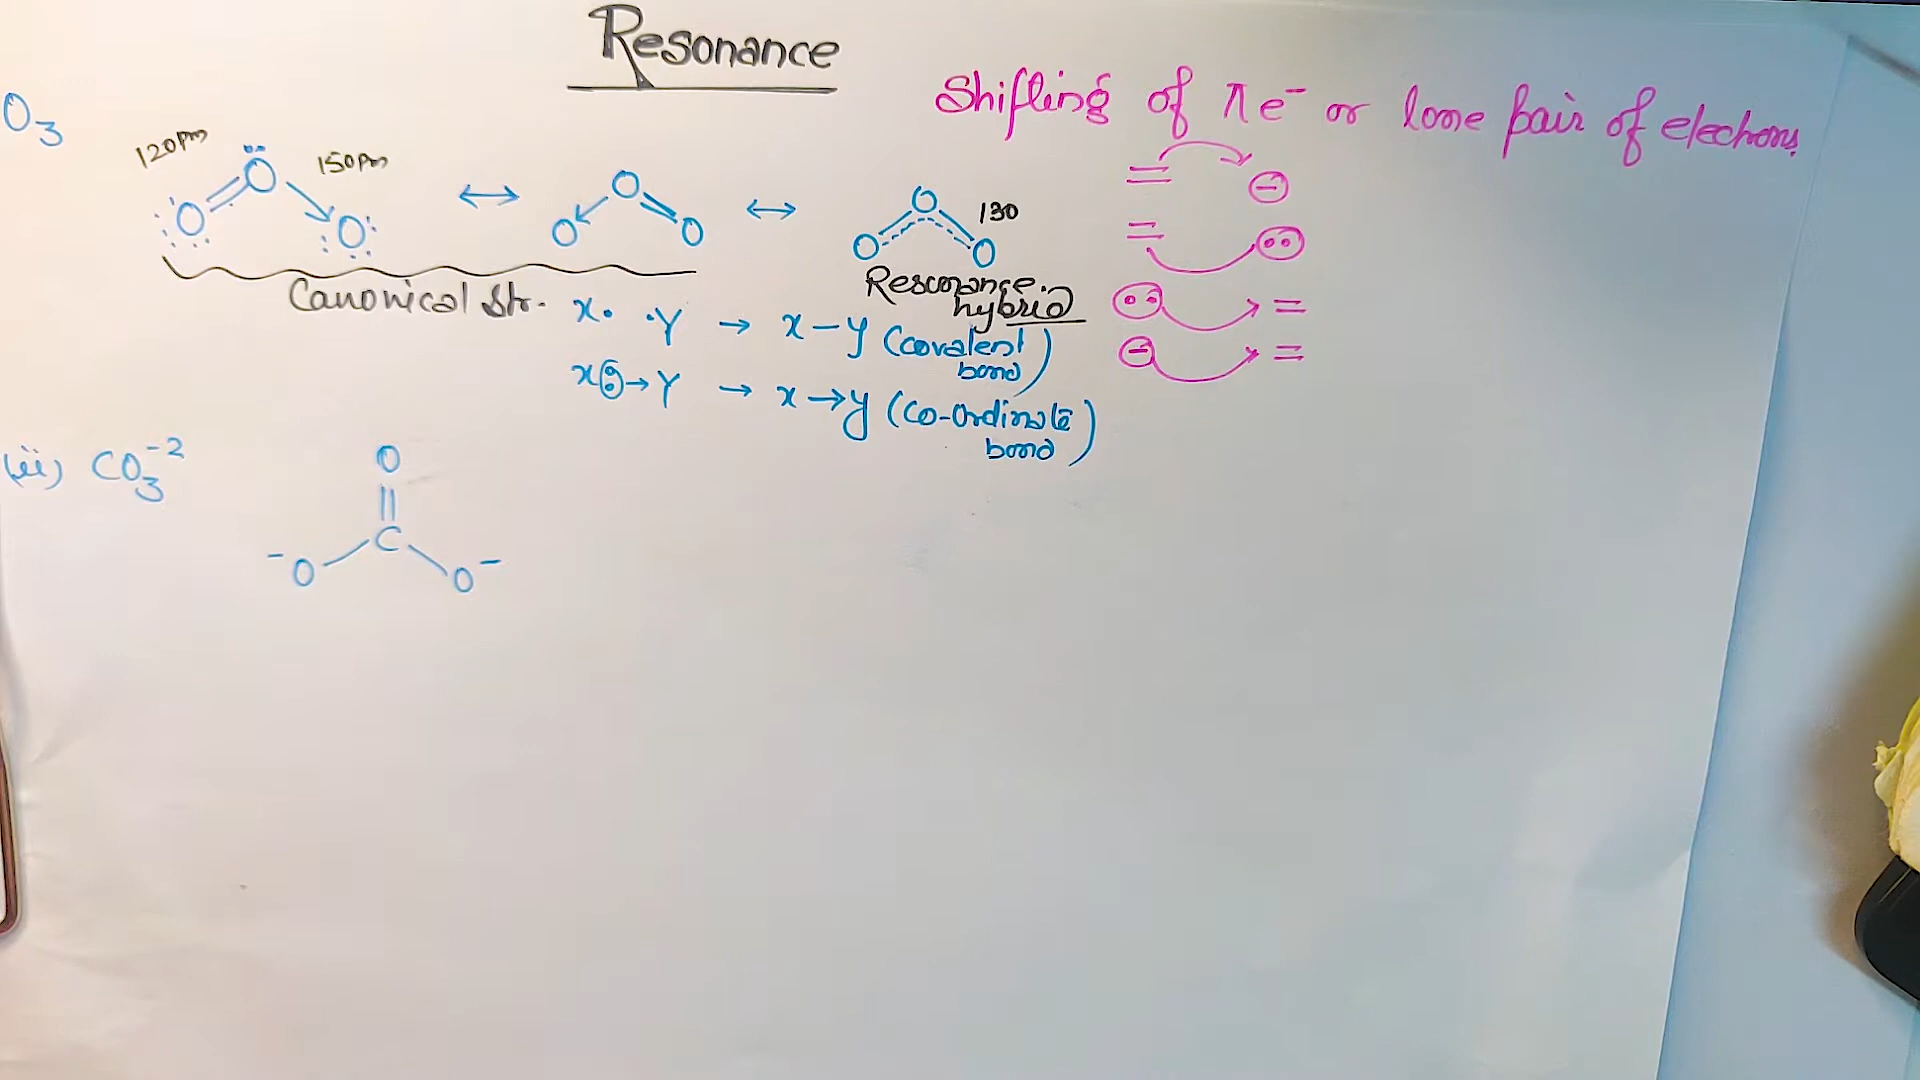 Resonance
Shifting of π e⁻ or lone pair of electrons.
O₃
120pm
150pm
O = O → O ↔ O ← O = O ↔ O O O
130
Canonical Str.
Resonance hybrid
x· ·Y → x–y (covalent bond)
x: → Y → x→y (Co-ordinate bond)
(ii) CO₃⁻²
O
C
⁻O O⁻